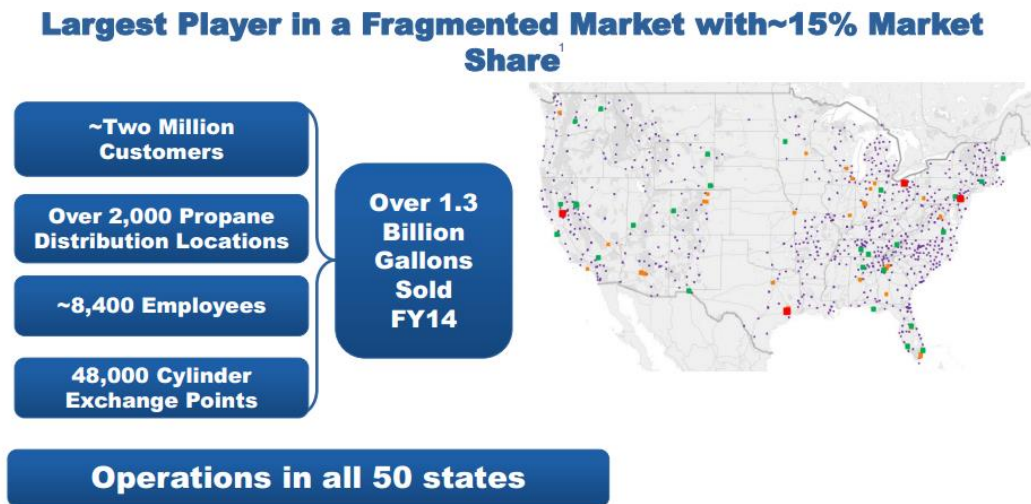 Largest Player in a Fragmented Market with~15% Market
Share1
~Two Million
Customers
Over 2,000 Propane
Distribution Locations
~8,400 Employees
48,000 Cylinder
Exchange Points
Over 1.3
Billion
Gallons
Sold
FY14
Operations in all 50 states